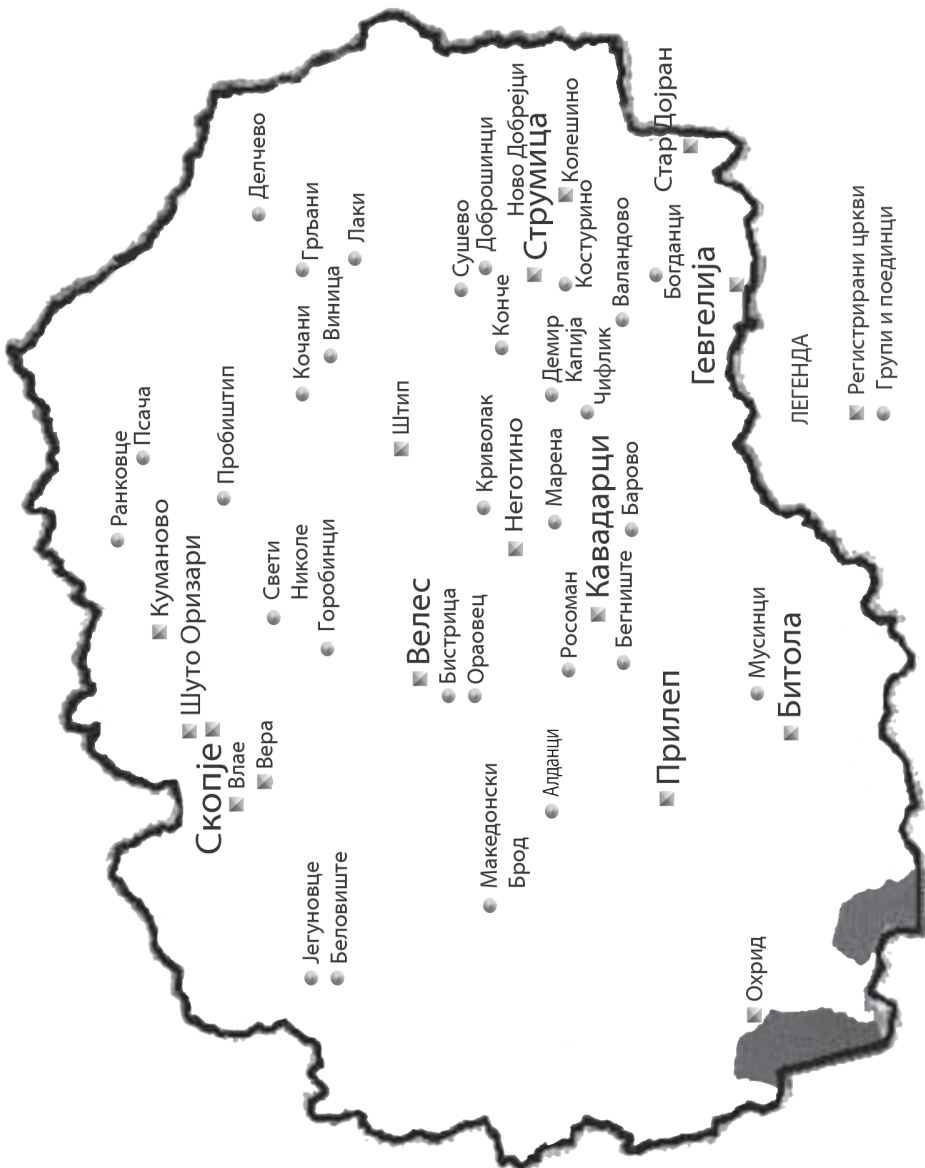 Ранковце
Псача
Куманово
Шуто Оризари
Скопје
Влае
Вера
Пробиштип
Делчево
Свети
Николе
Горобинци
Кочани
Грљани
Виница
Лаки
Јегуновце
Беловиште
Штип
Велес
Бистрица
Ораовец
Сушево
Доброшинци
Ново Добрејци
Струмица
Конче
Колешино
Костурино
Криволак
Неготино
Македонски
Брод
Алданци
Демир
Капија
Чифлик
Валандово
Марена
Росоман
Кавадарци
Бегниште
Барово
Стар Дојран
Богданци
Гевгелија
Прилеп
Мусинци
Битола
Охрид
ЛЕГЕНДА
Регистрирани цркви
Групи и поединци